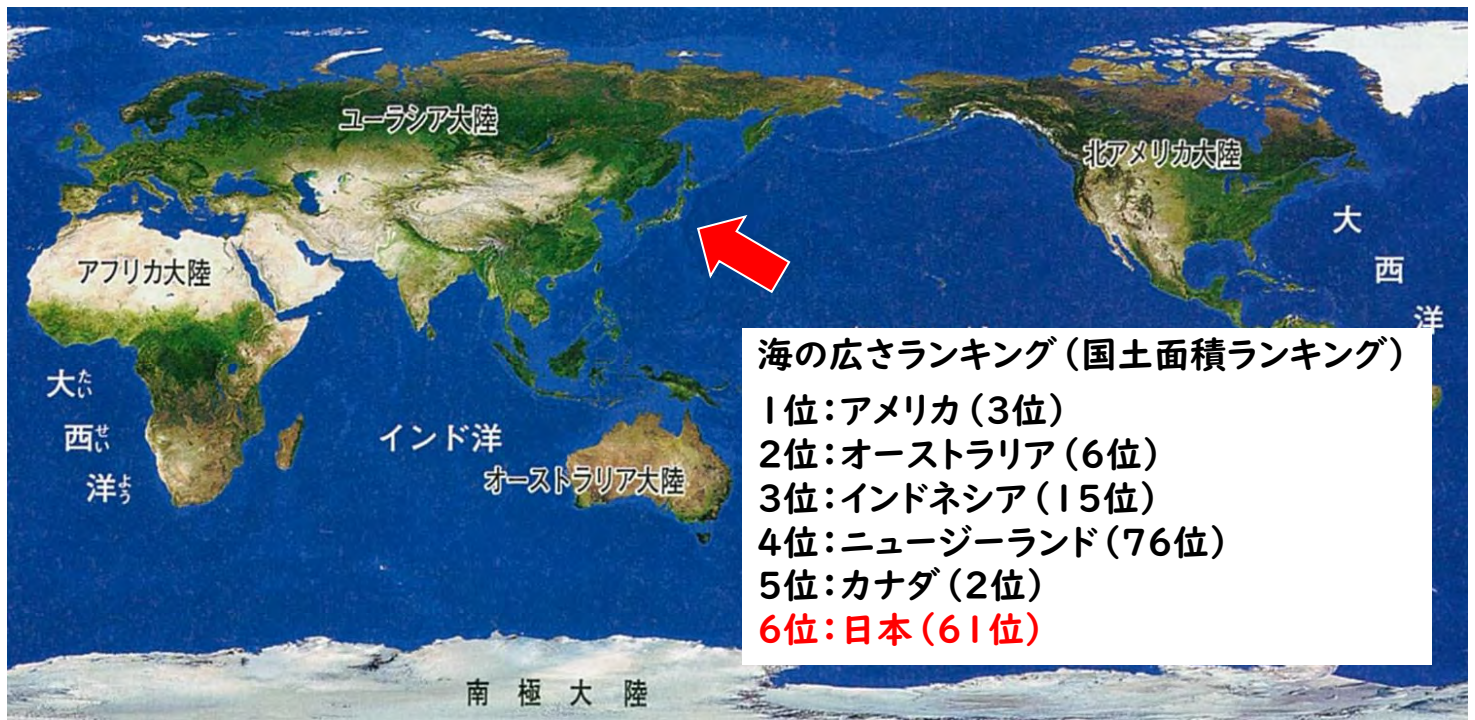 ユーラシア大陸
北アメリカ大陸
アフリカ大陸
大西洋
大たい
西せい
洋よう
インド洋
オーストラリア大陸
南極大陸
海の広さランキング（国土面積ランキング）
1位：アメリカ（3位）
2位：オーストラリア（6位）
3位：インドネシア（15位）
4位：ニュージーランド（76位）
5位：カナダ（2位）
6位：日本（61位）